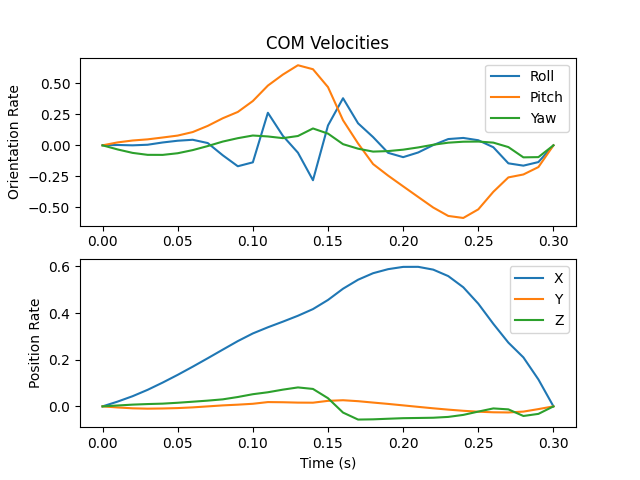 COM Velocities
Orientation Rate
0.50
0.25
0.00
−0.25
−0.50
Roll
Pitch
Yaw
0.00 0.05 0.10 0.15 0.20 0.25 0.30
Position Rate
0.6
0.4
0.2
0.0
X
Y
Z
0.00 0.05 0.10 0.15 0.20 0.25 0.30
Time (s)